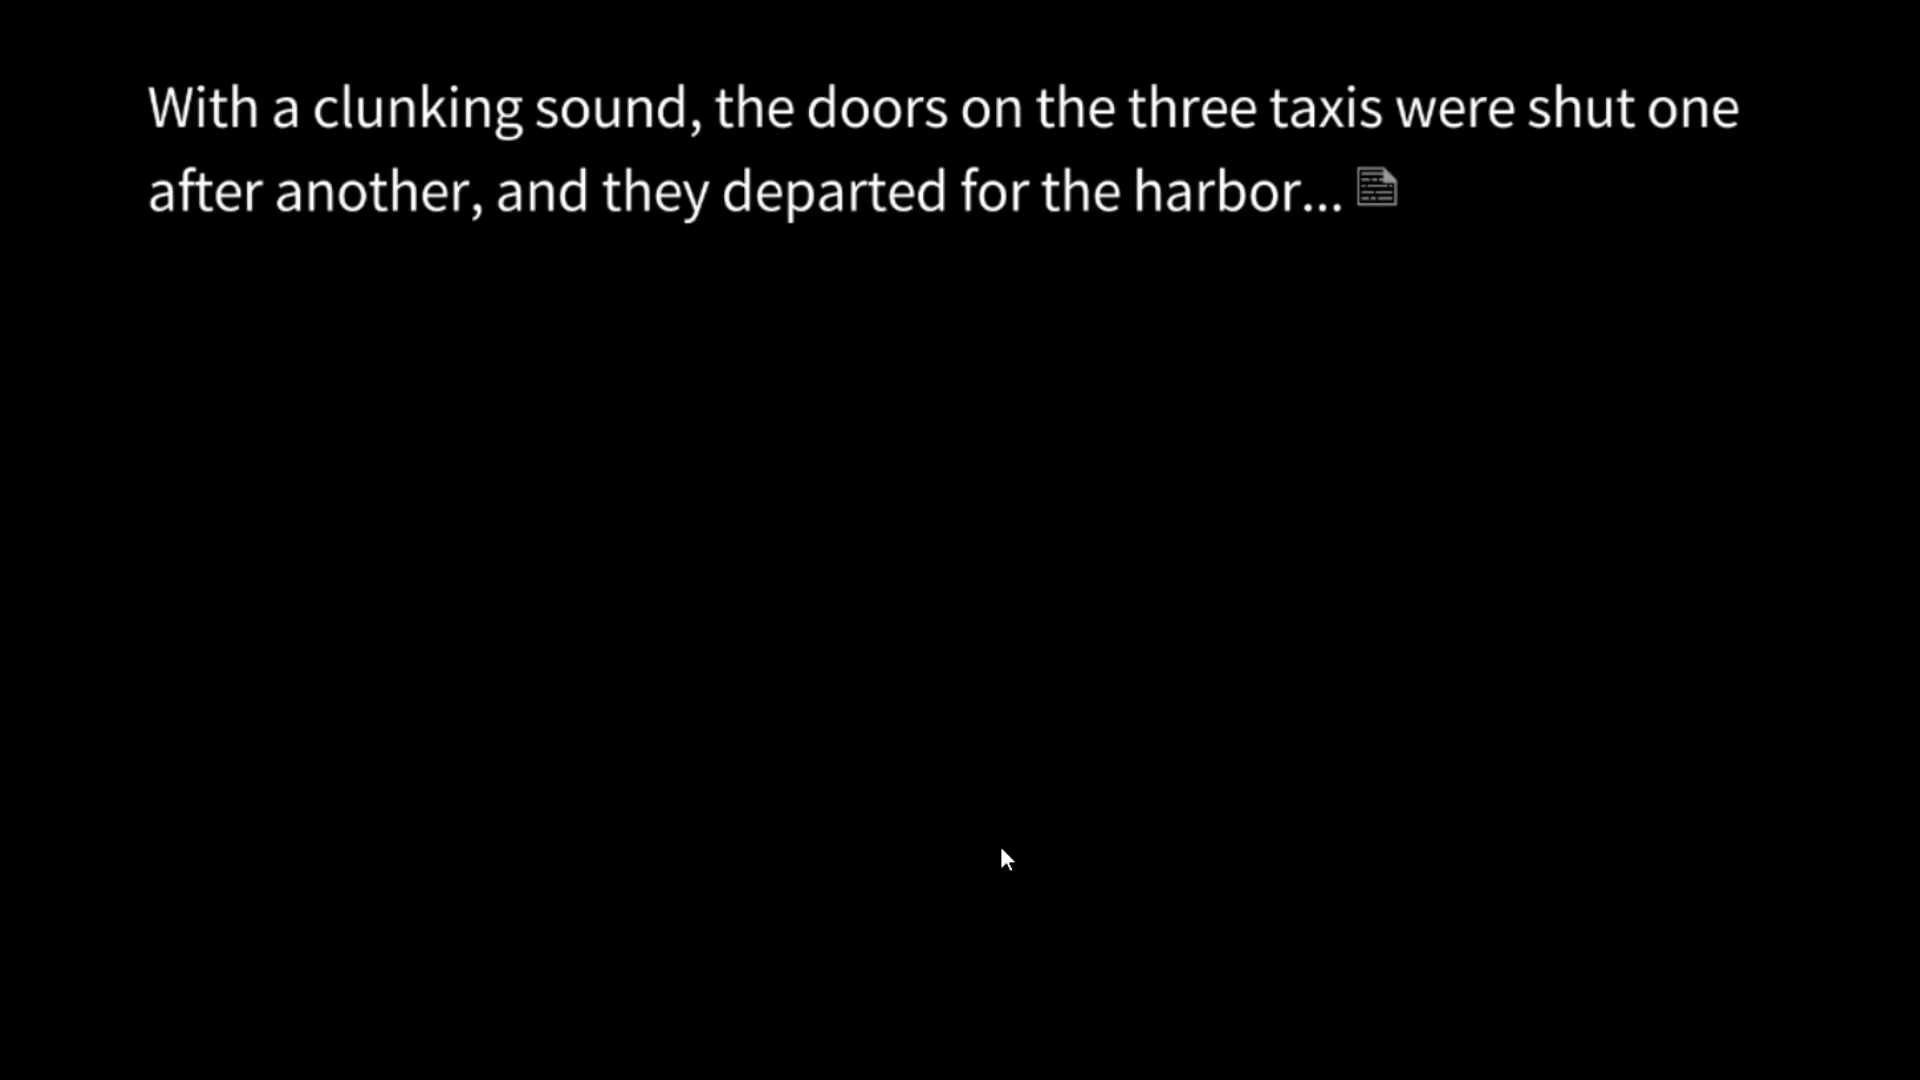 With a clunking sound, the doors on the three taxis were shut one
after another, and they departed for the harbor...